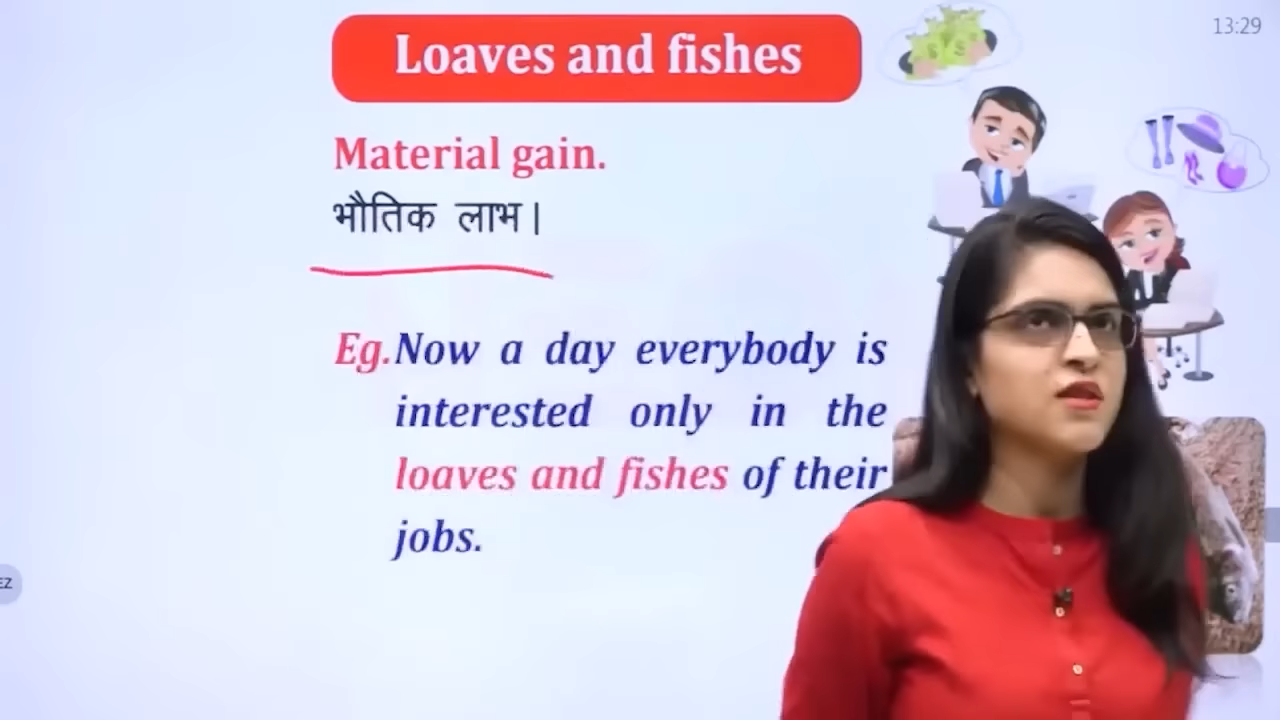 13:29
Loaves and fishes
Material gain.
भौतिक लाभ।
Eg. Now a day everybody is
interested only in the
loaves and fishes of their
jobs.
EZ